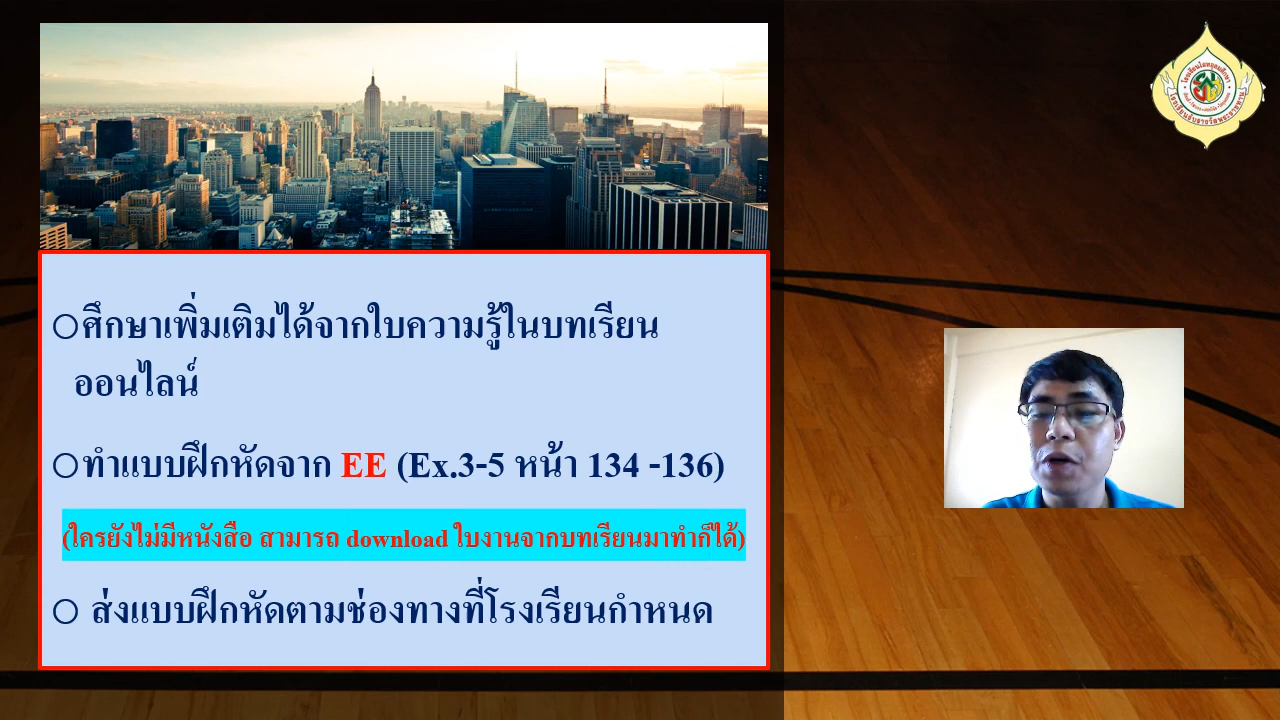 ศึกษาเพิ่มเติมได้จากใบความรู้ในบทเรียน
ออนไลน์
ทำแบบฝึกหัดจาก EE (Ex.3-5 หน้า 134 -136)
(ใครยังไม่มีหนังสือ สามารถ download ใบงานจากบทเรียนมาทำก็ได้)
ส่งแบบฝึกหัดตามช่องทางที่โรงเรียนกำหนด